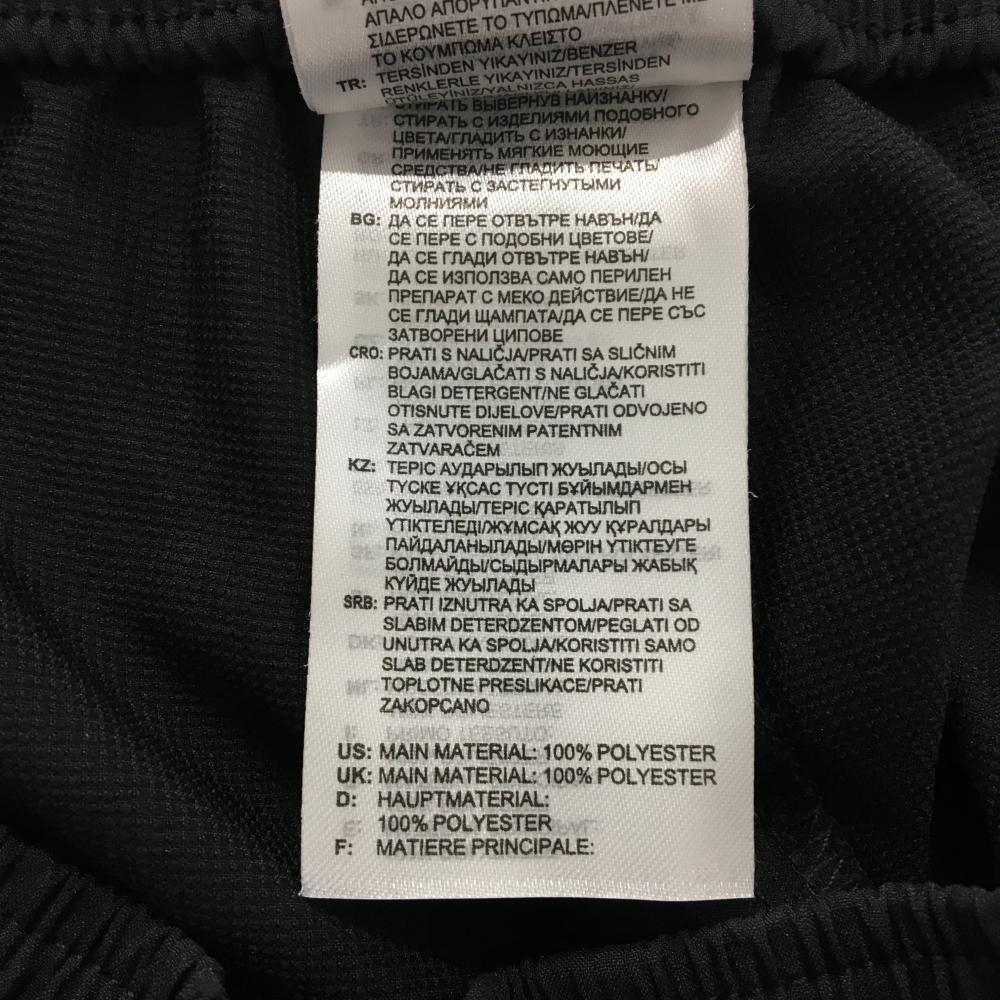 ΑΠΑΛΟ ΑΠΟΡΥΠΑΝΤΙΚ
ΣΙΔΕΡΩΝΕΤΕ ΤΟ ΤΥΠΩΜΑ/ΠΛΕΝΕΤΕ ΜΕ
ΤΟ ΚΟΥΜΠΩΜΑ ΚΛΕΙΣΤΟ
TR: TERSİNDEN YIKAYINIZ/BENZER
RENKLERLE YIKAYINIZ/TERSİNDEN
ÜTÜLEYİNİZ/YALNIZCA HASSAS
СТИРАТЬ ВЫВЕРНУВ НАИЗНАНКУ/
СТИРАТЬ С ИЗДЕЛИЯМИ ПОДОБНОГО
ЦВЕТА/ГЛАДИТЬ С ИЗНАНКИ/
ПРИМЕНЯТЬ МЯГКИЕ МОЮЩИЕ
СРЕДСТВА/НЕ ГЛАДИТЬ ПЕЧАТЬ/
СТИРАТЬ С ЗАСТЕГНУТЫМИ
МОЛНИЯМИ
BG: ДА СЕ ПЕРЕ ОТВЪТРЕ НАВЪН/ДА
СЕ ПЕРЕ С ПОДОБНИ ЦВЕТОВЕ/
ДА СЕ ГЛАДИ ОТВЪТРЕ НАВЪН/
ДА СЕ ИЗПОЛЗВА САМО ПЕРИЛЕН
ПРЕПАРАТ С МЕКО ДЕЙСТВИЕ/ДА НЕ
СЕ ГЛАДИ ЩАМПАТА/ДА СЕ ПЕРЕ СЪС
ЗАТВОРЕНИ ЦИПОВЕ
CRO: PRATI S NALIČJA/PRATI SA SLIČNIM
BOJAMA/GLAČATI S NALIČJA/KORISTITI
BLAGI DETERGENT/NE GLAČATI
OTISNUTE DIJELOVE/PRATI ODVOJENO
SA ZATVORENIM PATENTNIM
ZATVARAČEM
KZ: ТЕРІС АУДАРЫЛЫП ЖУЫЛАДЫ/ОСЫ
ТҮСКЕ ҰҚСАС ТҮСТІ БҰЙЫМДАРМЕН
ЖУЫЛАДЫ/ТЕРІС ҚАРАТЫЛЫП
ҮТІКТЕЛЕДІ/ЖҰМСАҚ ЖУУ ҚҰРАЛДАРЫ
ПАЙДАЛАНЫЛАДЫ/МӨРІН ҮТІКТЕУГЕ
БОЛМАЙДЫ/СЫДЫРМАЛАРЫ ЖАБЫҚ
КҮЙДЕ ЖУЫЛАДЫ
SRB: PRATI IZNUTRA KA SPOLJA/PRATI SA
SLABIM DETERDZENTOM/PEGLATI OD
UNUTRA KA SPOLJA/KORISTITI SAMO
SLAB DETERDZENT/NE KORISTITI
TOPLOTNE PRESLIKACE/PRATI
ZAKOPCANO
US: MAIN MATERIAL: 100% POLYESTER
UK: MAIN MATERIAL: 100% POLYESTER
D: HAUPTMATERIAL:
100% POLYESTER
F: MATIERE PRINCIPALE: